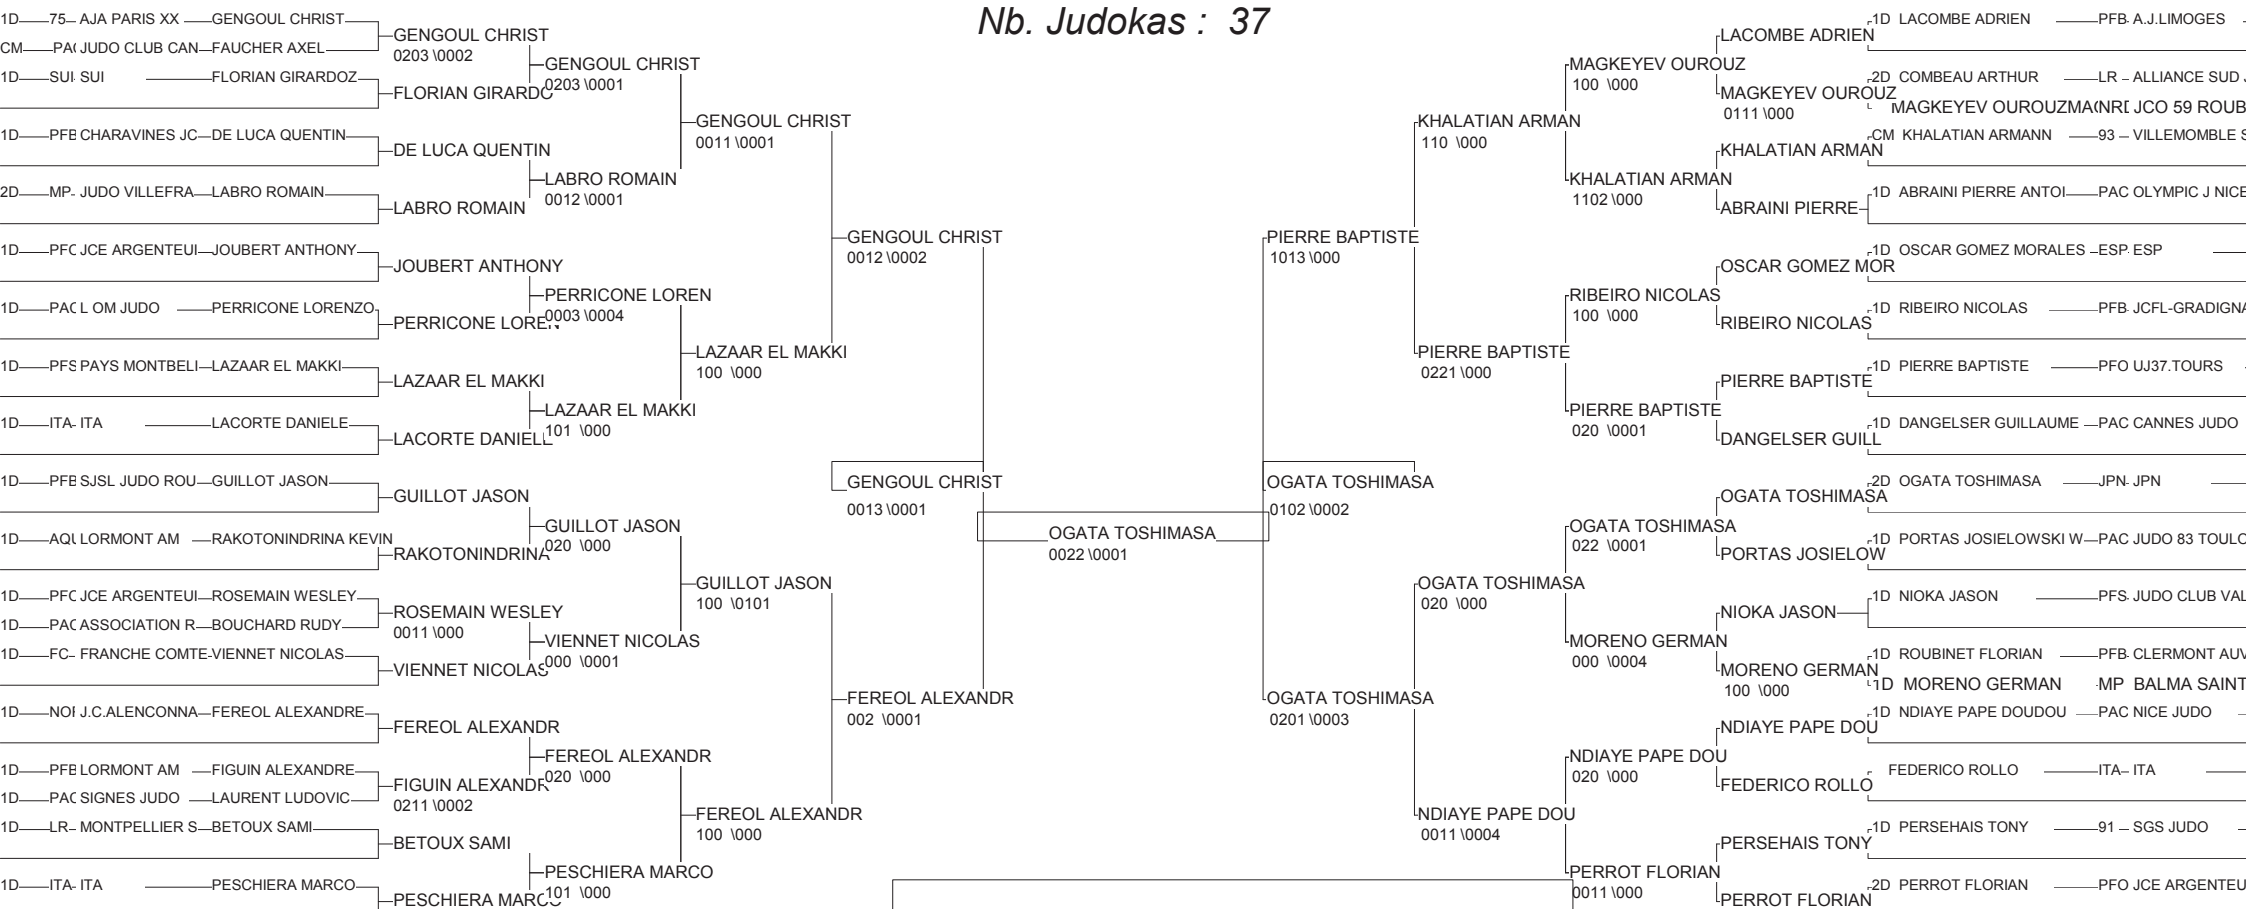 Nb. Judokas : 37
1D 75 AJA PARIS XX GENGOUL CHRIST
CM PA JUDO CLUB CAN FAUCHER AXEL
1D SUI SUI FLORIAN GIRARDOZ
1D PFB CHARAVINES JC DE LUCA QUENTIN
2D MP JUDO VILLEFRA LABRO ROMAIN
1D PFO JCE ARGENTEUI JOUBERT ANTHONY
1D PAC L OM JUDO PERRICONE LORENZO
1D PFS PAYS MONTBELI LAZAAR EL MAKKI
1D ITA ITA LACORTE DANIELE
1D PFB SJSL JUDO ROU GUILLOT JASON
1D AQU LORMONT AM RAKOTONINDRINA KEVIN
1D PFO JCE ARGENTEUI ROSEMAIN WESLEY
1D PAC ASSOCIATION R BOUCHARD RUDY
1D FC FRANCHE COMTE VIENNET NICOLAS
1D NOR J.C.ALENCONNA FEREOL ALEXANDRE
1D PFB LORMONT AM FIGUIN ALEXANDRE
1D PAC SIGNES JUDO LAURENT LUDOVIC
1D LR MONTPELLIER S BETOUX SAMI
1D ITA ITA PESCHIERA MARCO
GENGOUL CHRIST
0203 \0002
FLORIAN GIRARDO
DE LUCA QUENTIN
LABRO ROMAIN
JOUBERT ANTHONY
PERRICONE LOREN
LAZAAR EL MAKKI
LACORTE DANIELE
GUILLOT JASON
RAKOTONINDRINA
ROSEMAIN WESLEY
0011 \000
VIENNET NICOLAS
FEREOL ALEXANDR
FIGUIN ALEXANDR
0211 \0002
BETOUX SAMI
PESCHIERA MARCO
GENGOUL CHRIST
0203 \0001
LABRO ROMAIN
0012 \0001
PERRICONE LOREN
0003 \0004
LAZAAR EL MAKKI
101 \000
GUILLOT JASON
020 \000
VIENNET NICOLAS
000 \0001
FEREOL ALEXANDR
020 \000
PESCHIERA MARCO
101 \000
GENGOUL CHRIST
0011 \0001
LAZAAR EL MAKKI
100 \000
GUILLOT JASON
100 \0101
FEREOL ALEXANDR
100 \000
GENGOUL CHRIST
0012 \0002
GENGOUL CHRIST
0013 \0001
FEREOL ALEXANDR
002 \0001
OGATA TOSHIMASA
0022 \0001
PIERRE BAPTISTE
1013 \000
OGATA TOSHIMASA
0102 \0002
OGATA TOSHIMASA
0201 \0003
KHALATIAN ARMAN
110 \000
PIERRE BAPTISTE
0221 \000
OGATA TOSHIMASA
020 \000
NDIAYE PAPE DOU
0011 \0004
MAGKEYEV OUROUZ
100 \000
KHALATIAN ARMAN
1102 \000
RIBEIRO NICOLAS
100 \000
PIERRE BAPTISTE
020 \0001
OGATA TOSHIMASA
022 \0001
MORENO GERMAN
000 \0004
NDIAYE PAPE DOU
020 \000
PERROT FLORIAN
0011 \000
LACOMBE ADRIEN
MAGKEYEV OUROUZ
0111 \000
KHALATIAN ARMAN
ABRAINI PIERRE
OSCAR GOMEZ MOR
RIBEIRO NICOLAS
PIERRE BAPTISTE
DANGELSER GUILL
OGATA TOSHIMASA
PORTAS JOSIELOW
NIOKA JASON
MORENO GERMAN
100 \000
NDIAYE PAPE DOU
FEDERICO ROLLO
PERSEHAIS TONY
PERROT FLORIAN
1D LACOMBE ADRIEN PFB A.J.LIMOGES
2D COMBEAU ARTHUR LR ALLIANCE SUD
MAGKEYEV OUROUZMA NRD JCO 59 ROUB
CM KHALATIAN ARMANN 93 VILLEMOMBLE S
1D ABRAINI PIERRE ANTOI PAC OLYMPIC J NICE
1D OSCAR GOMEZ MORALES ESP ESP
1D RIBEIRO NICOLAS PFB JCFL-GRADIGNA
1D PIERRE BAPTISTE PFO UJ37.TOURS
1D DANGELSER GUILLAUME PAC CANNES JUDO
2D OGATA TOSHIMASA JPN JPN
1D PORTAS JOSIELOWSKI W PAC JUDO 83 TOULO
1D NIOKA JASON PFS JUDO CLUB VAL
1D ROUBINET FLORIAN PFB CLERMONT AUV
1D MORENO GERMAN MP BALMA SAINT
1D NDIAYE PAPE DOUDOU PAC NICE JUDO
FEDERICO ROLLO ITA ITA
1D PERSEHAIS TONY 91 SGS JUDO
2D PERROT FLORIAN PFO JCE ARGENTEU